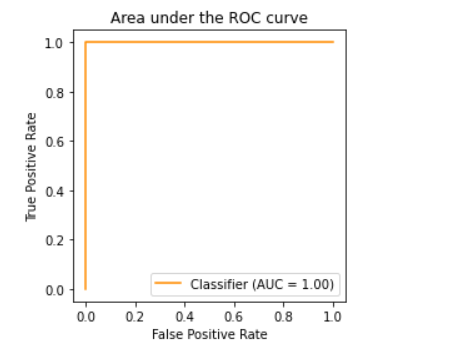 Area under the ROC curve
1.0
0.8
0.6
0.4
0.2
0.0
True Positive Rate
Classifier (AUC = 1.00)
0.0 0.2 0.4 0.6 0.8 1.0
False Positive Rate